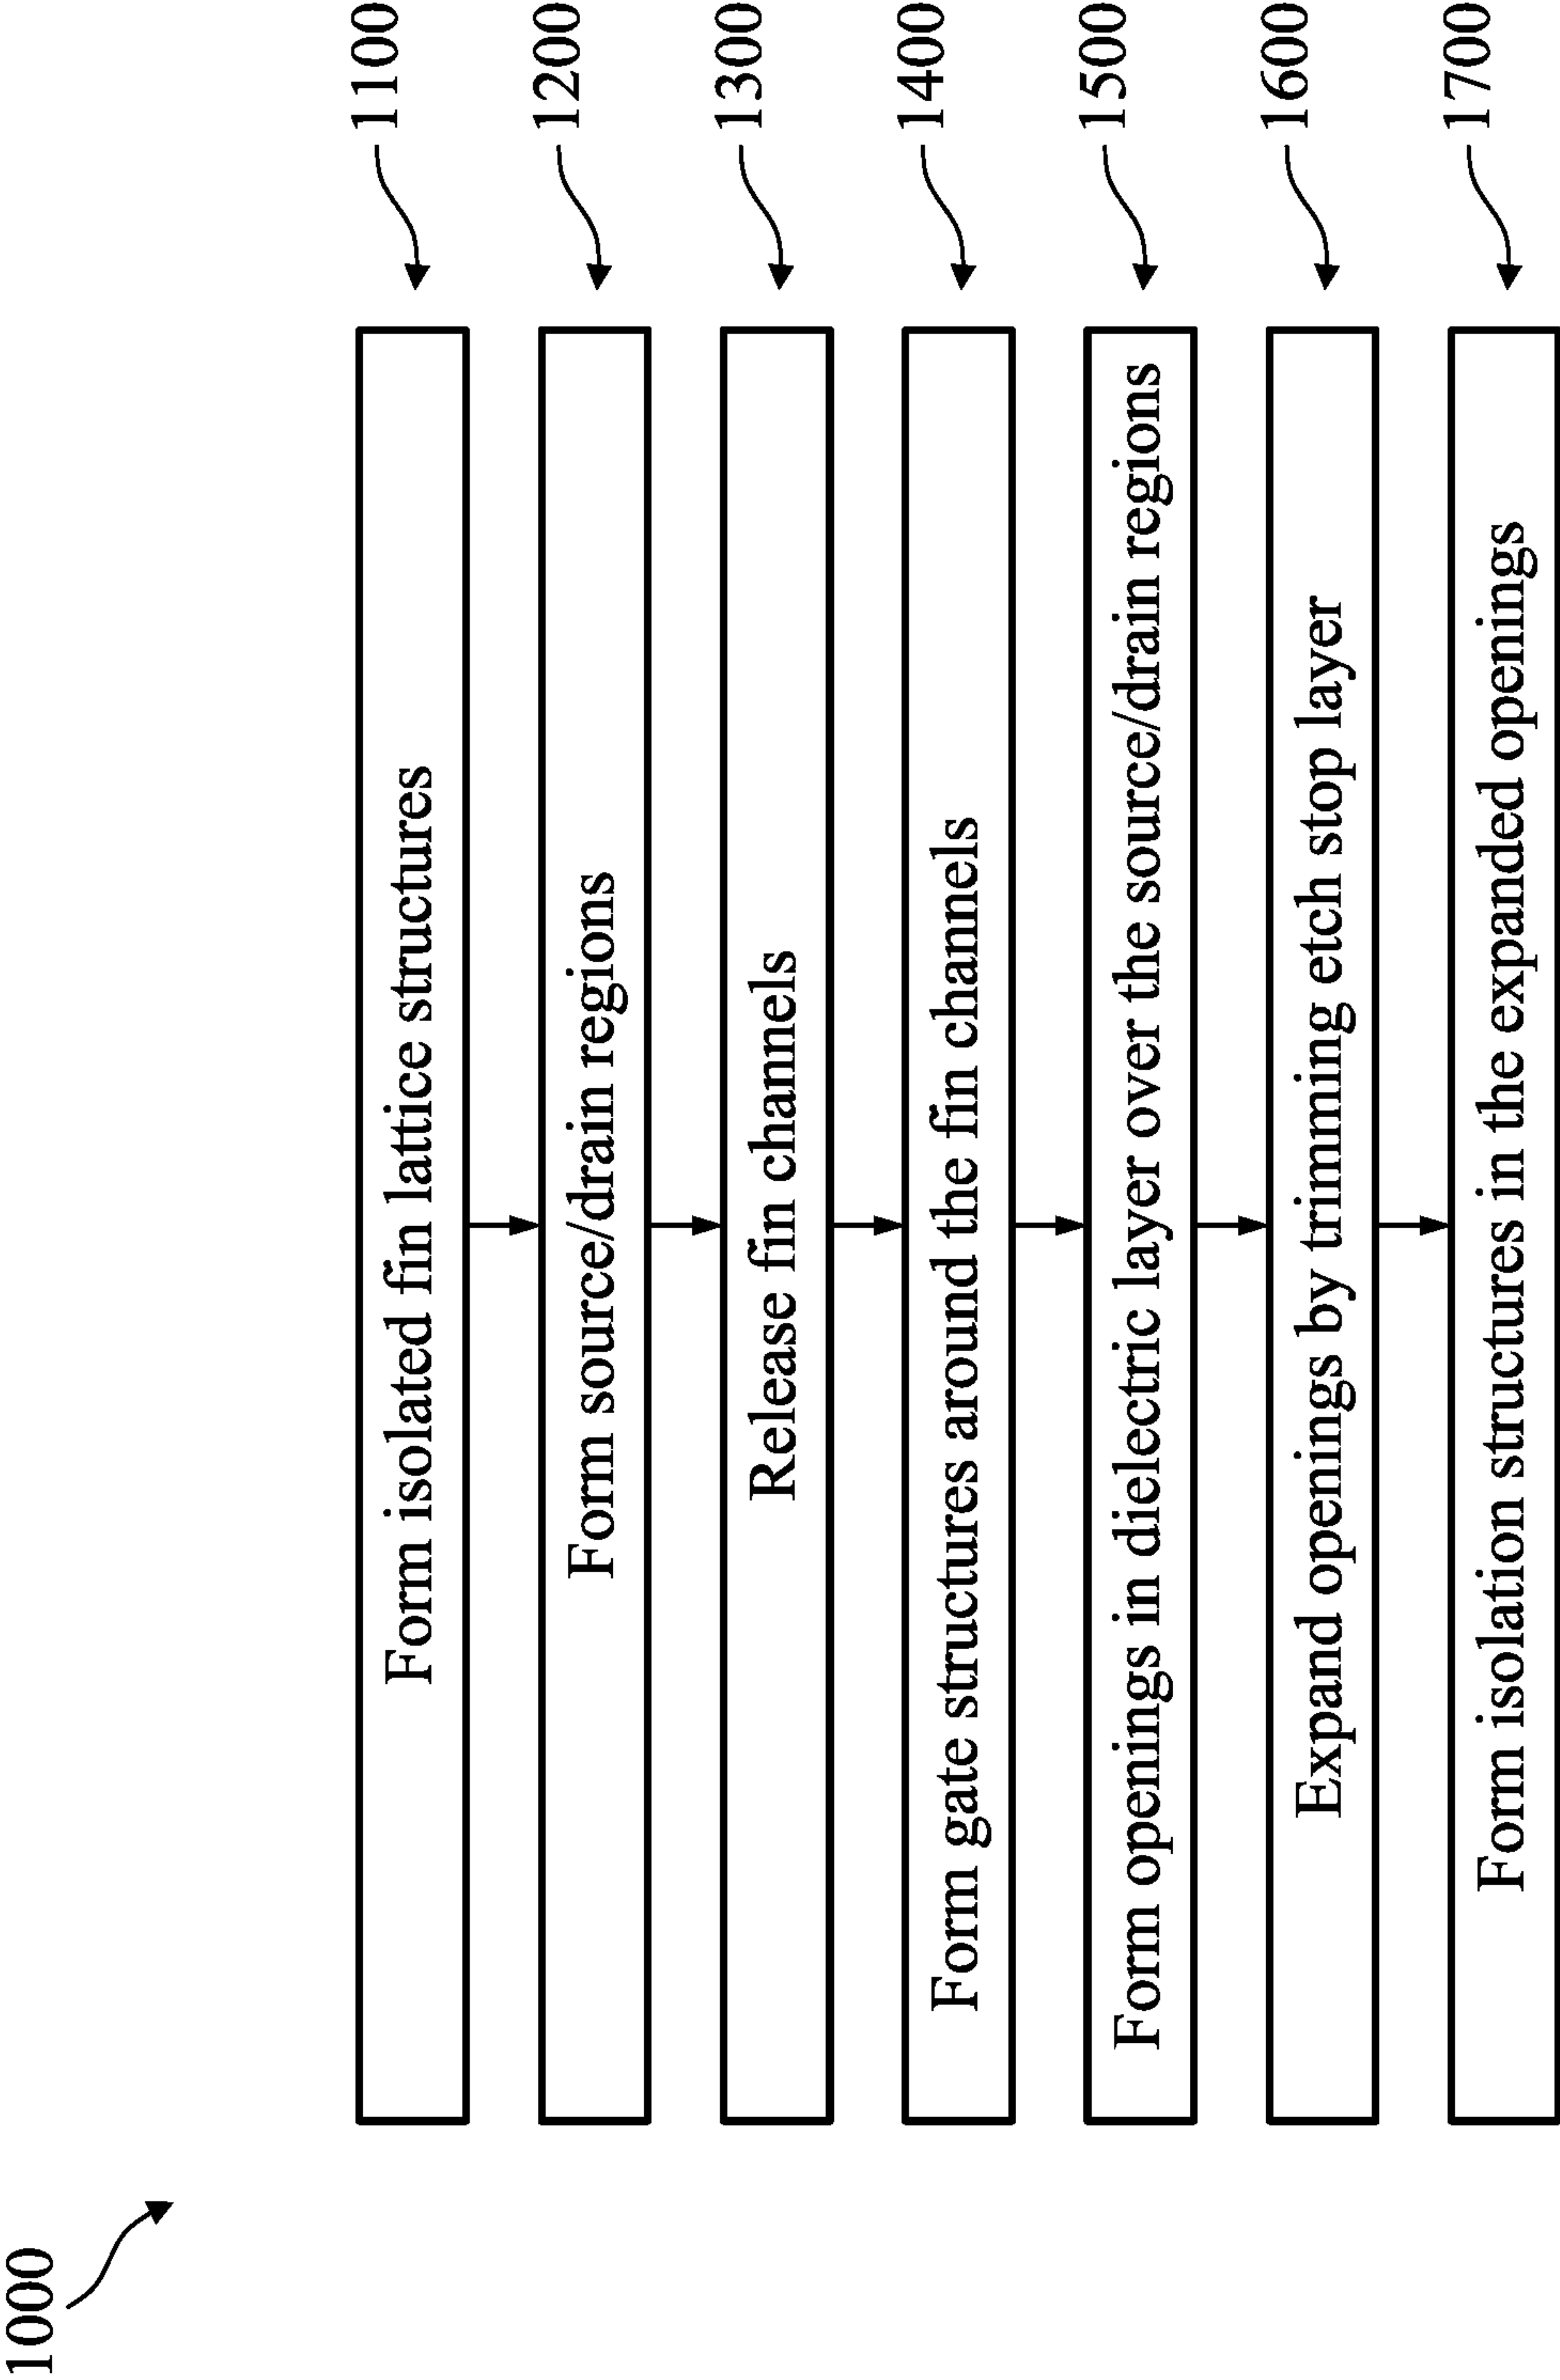 1000
Form isolated fin lattice structures
1100
Form source/drain regions
1200
Release fin channels
1300
Form gate structures around the fin channels
1400
Form openings in dielectric layer over the source/drain regions
1500
Expand openings by trimming etch stop layer
1600
Form isolation structures in the expanded openings
1700